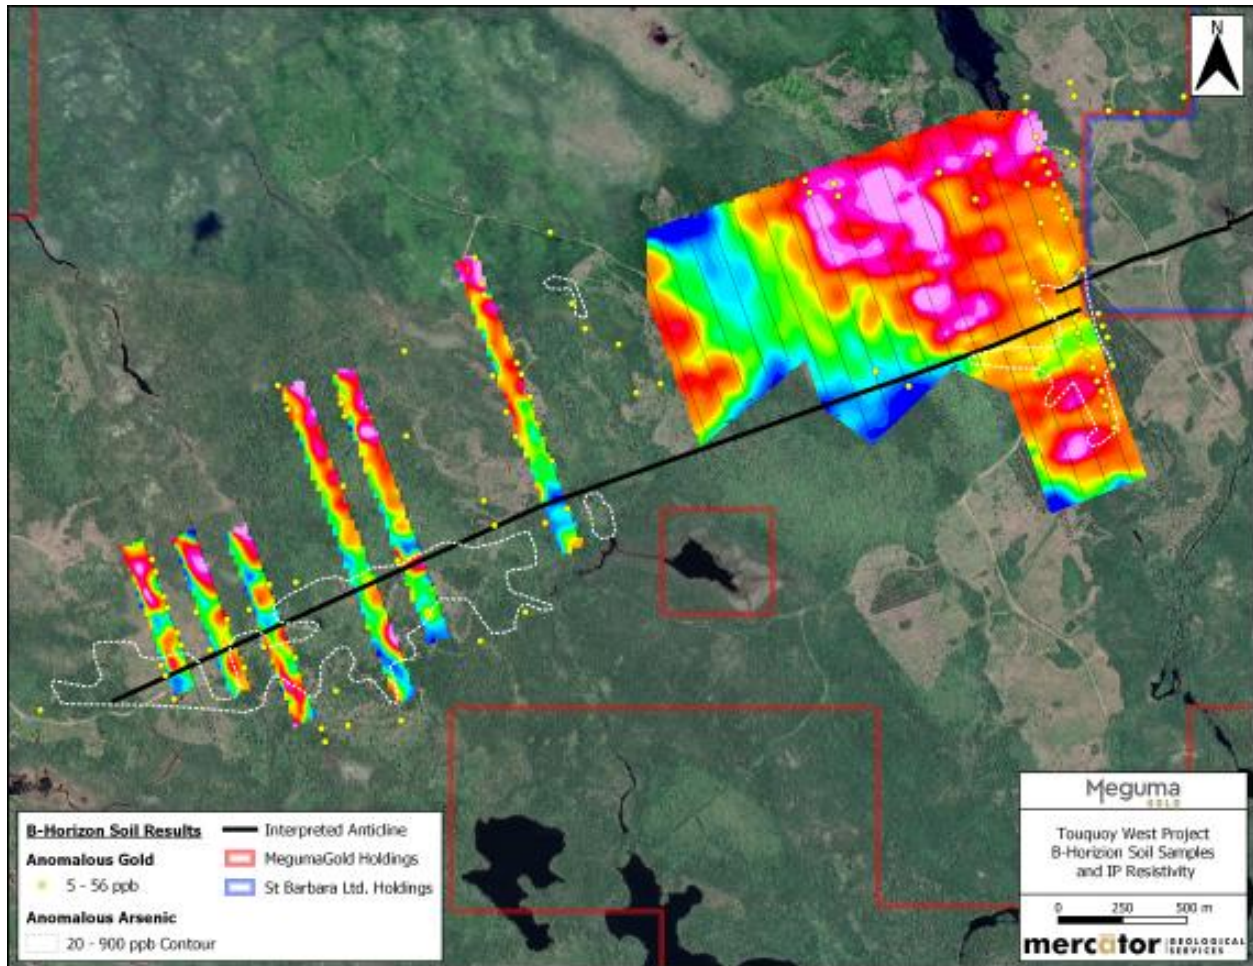 N
B-Horizon Soil Results
Anomalous Gold
5 - 56 ppb
Anomalous Arsenic
20 - 900 ppb Contour
Interpreted Anticline
MegumaGold Holdings
St Barbara Ltd. Holdings
Meguma
GOLD
Touquoy West Project
B-Horizion Soil Samples
and IP Resistivity
0 250 500 m
mercator GEOLOGICAL
SERVICES